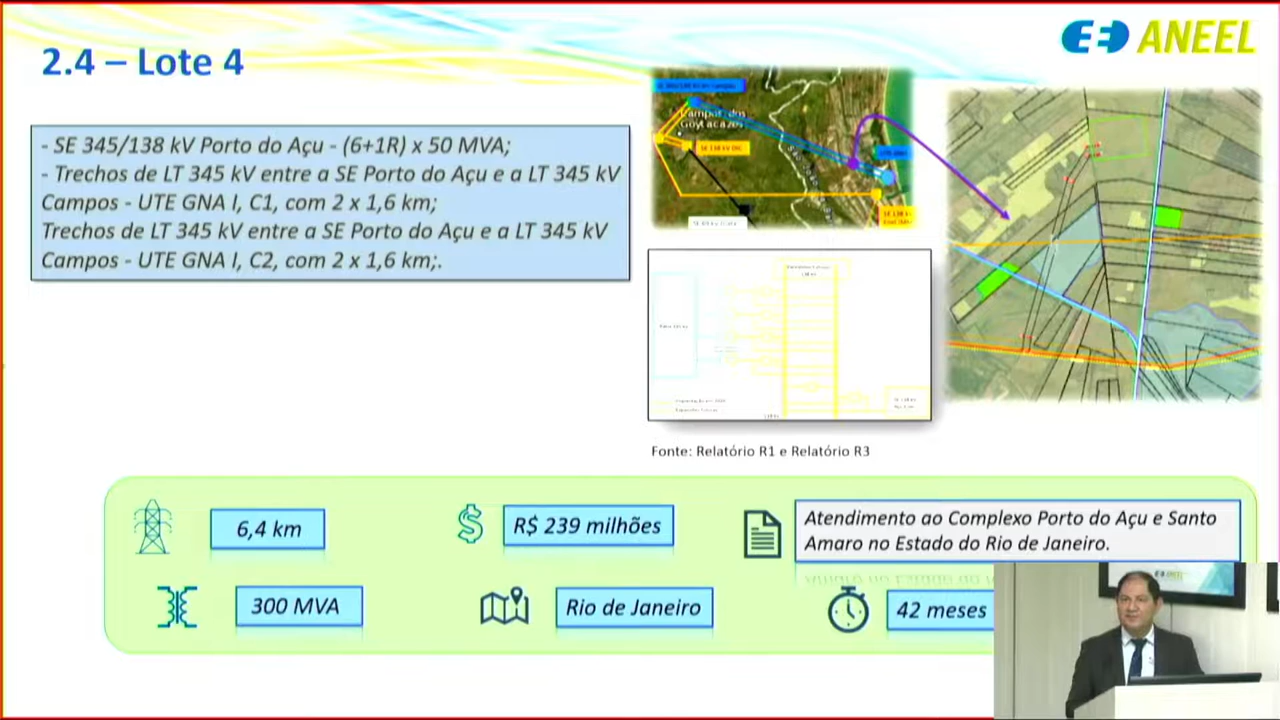 2.4 – Lote 4
ANEEL
- SE 345/138 kV Porto do Açu - (6+1R) x 50 MVA;
- Trechos de LT 345 kV entre a SE Porto do Açu e a LT 345 kV
Campos - UTE GNA I, C1, com 2 x 1,6 km;
Trechos de LT 345 kV entre a SE Porto do Açu e a LT 345 kV
Campos - UTE GNA I, C2, com 2 x 1,6 km;.
Campos dos
Goytacazes
Fonte: Relatório R1 e Relatório R3
6,4 km
R$ 239 milhões
Atendimento ao Complexo Porto do Açu e Santo
Amaro no Estado do Rio de Janeiro.
300 MVA
Rio de Janeiro
42 meses
ANEEL